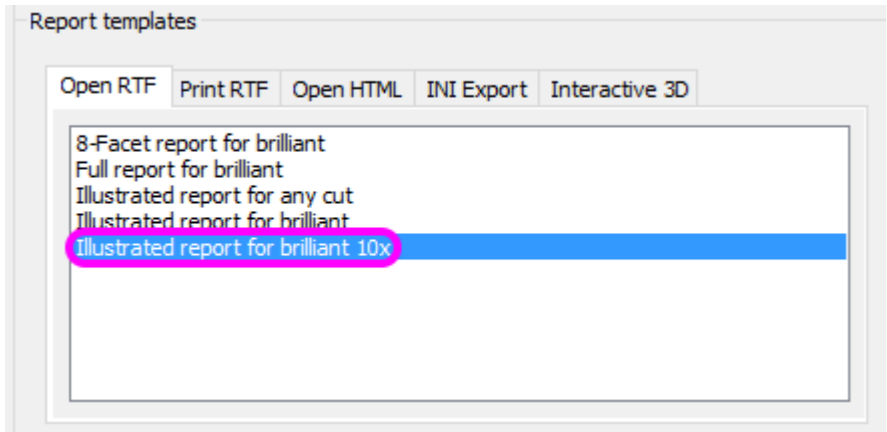 Report templates
Open RTF Print RTF Open HTML INI Export Interactive 3D
8-Facet report for brilliant
Full report for brilliant
Illustrated report for any cut
Illustrated report for brilliant
Illustrated report for brilliant 10x